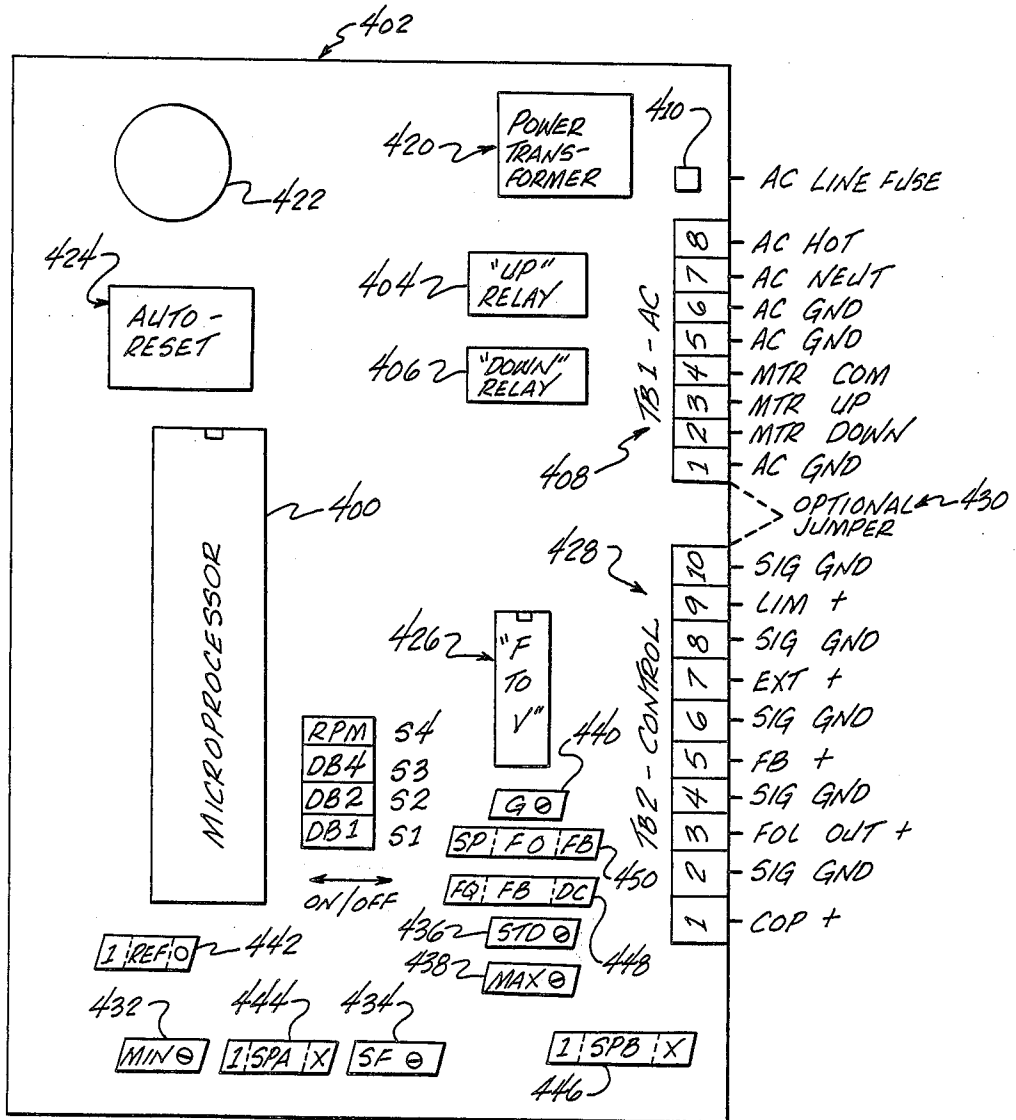 402
410
420
POWER
TRANS-
FORMER
AC LINE FUSE
422
424
AUTO-
RESET
404
"UP"
RELAY
406
"DOWN"
RELAY
408
TB1-AC
8 AC HOT
7 AC NEUT
6 AC GND
5 AC GND
4 MTR COM
3 MTR UP
2 MTR DOWN
1 AC GND
OPTIONAL 430
JUMPER
400
MICROPROCESSOR
428
TB2-CONTROL
10 SIG GND
9 LIM +
8 SIG GND
7 EXT +
6 SIG GND
5 FB +
4 SIG GND
3 FOL OUT +
2 SIG GND
1 COP +
426
"F
TO
V"
440
RPM S4
DB4 S3
DB2 S2
DB1 S1
ON/OFF
G
SP FO FB
450
FQ FB DC
448
436 STD
438 MAX
1 REF O 442
432
444
434
MIN
1 SPA X
SF
1 SPB X
446